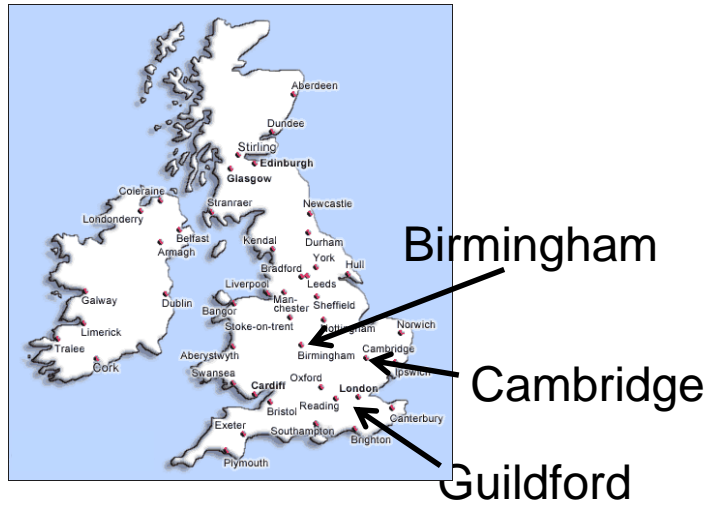 Aberdeen
Dundee
Stirling
Edinburgh
Glasgow
Coleraine
Londonderry
Stranraer
Newcastle
Belfast
Armagh
Kendal
Durham
Birmingham
York
Hull
Bradford
Leeds
Liverpool
Man-
chester
Sheffield
Galway
Dublin
Bangor
Stoke-on-trent
Nottingham
Norwich
Limerick
Tralee
Cork
Aberystwyth
Birmingham
Cambridge
Ipswich
Cambridge
Swansea
Cardiff
Oxford
London
Bristol
Reading
Canterbury
Exeter
Southampton
Brighton
Plymouth
Guildford